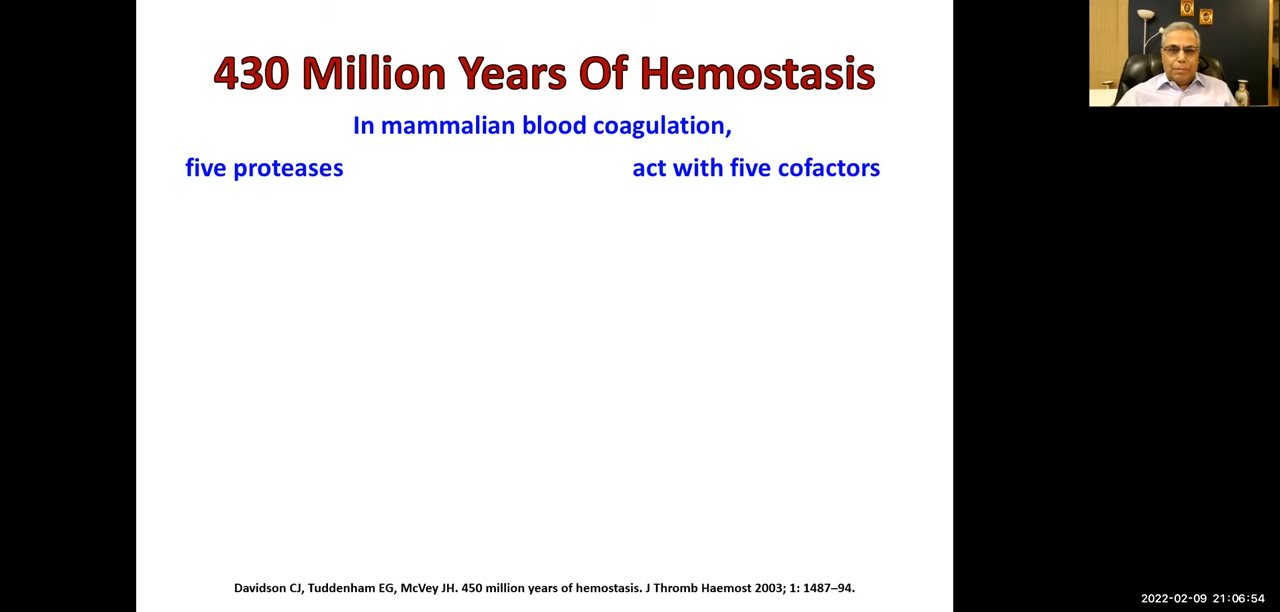 430 Million Years Of Hemostasis
In mammalian blood coagulation,
five proteases
act with five cofactors
Davidson CJ, Tuddenham EG, McVey JH. 450 million years of hemostasis. J Thromb Haemost 2003; 1: 1487–94.
2022-02-09 21:06:54